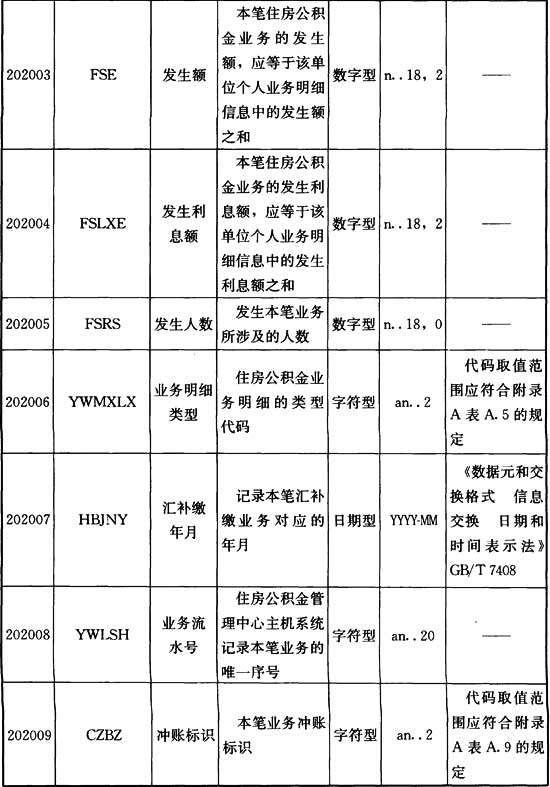 202003 FSE 发生额 本笔住房公积金业务的发生额，应等于该单位个人业务明细信息中的发生额之和 数字型 n..18，2 ——
202004 FSLXE 发生利息额 本笔住房公积金业务的发生利息额，应等于该单位个人业务明细信息中的发生利息额之和 数字型 n..18，2 ——
202005 FSRS 发生人数 发生本笔业务所涉及的人数 数字型 n..18，0 ——
202006 YWMXLX 业务明细类型 住房公积金业务明细的类型代码 字符型 an..2 代码取值范围应符合附录A表A.5的规定
202007 HBJNY 汇补缴年月 记录本笔汇补缴业务对应的年月 日期型 YYYY-MM 《数据元和交换格式 信息交换 日期和时间表示法》GB/T 7408
202008 YWLSH 业务流水号 住房公积金管理中心主机系统记录本笔业务的唯一序号 字符型 an..20 ——
202009 CZBZ 冲账标识 本笔业务冲账标识 字符型 an..2 代码取值范围应符合附录A表A.9的规定